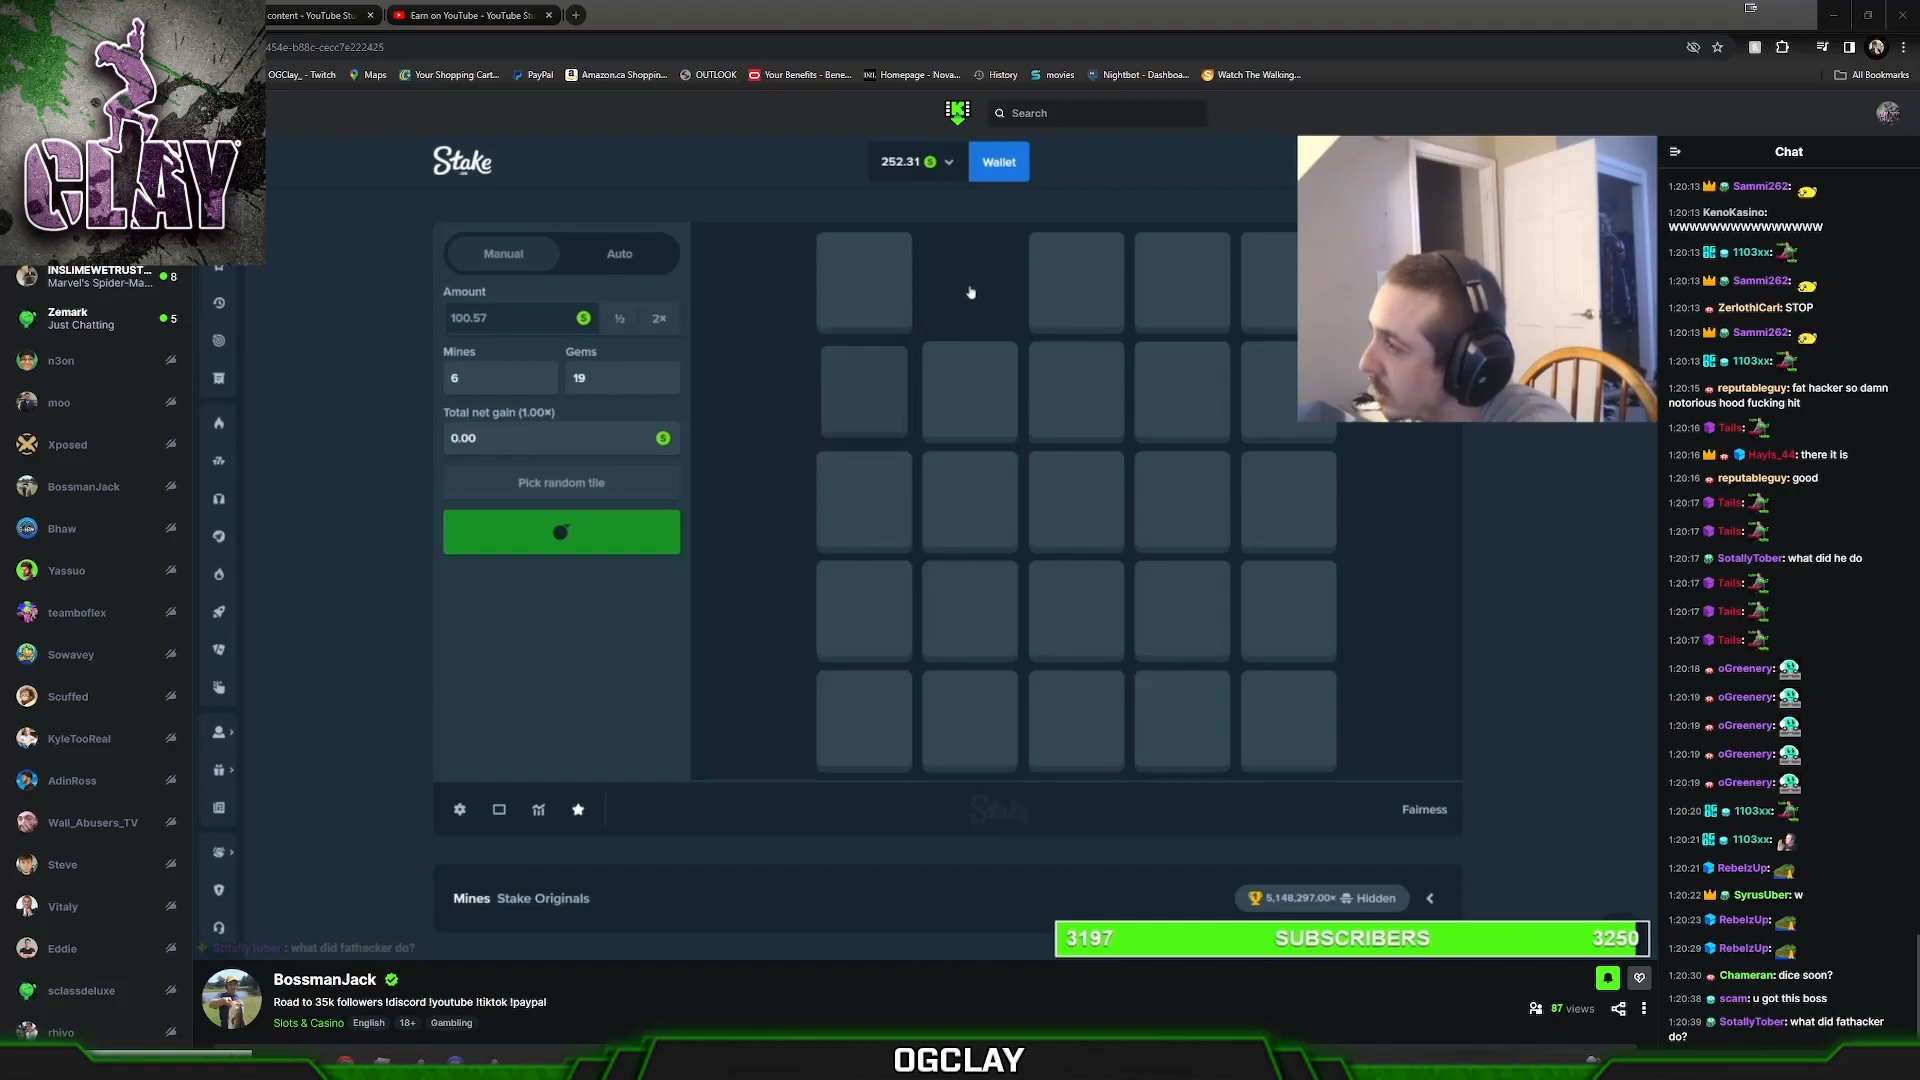 content - YouTube Stu
Earn on YouTube - YouTube Stu
454e-b88c-cecc7e222425
OGClay_ - Twitch
Maps
Your Shopping Cart...
PayPal
Amazon.ca Shoppin...
OUTLOOK
Your Benefits - Bene...
Homepage - Nova...
History
movies
Nightbot - Dashboa...
Watch The Walking...
All Bookmarks
CLAY
Search
Stake
252.31
Wallet
Manual
Auto
Amount
100.57
½
2×
Mines
Gems
6
19
Total net gain (1.00×)
0.00
Pick random tile
Stake
Fairness
Mines Stake Originals
5,148,297.00× Hidden
INSLIMEWETRUST...
8
Marvel's Spider-Ma...
Zemark
5
Just Chatting
n3on
moo
Xposed
BossmanJack
Bhaw
Yassuo
teamboflex
Sowavey
Scuffed
KyleTooReal
AdinRoss
Wall_Abusers_TV
Steve
Vitaly
Eddie
sclassdeluxe
rhivo
SotallyTober : what did fathacker do?
3197 SUBSCRIBERS 3250
BossmanJack
Road to 35k followers !discord !youtube !tiktok !paypal
Slots & Casino English 18+ Gambling
87 views
OGCLAY
Chat
1:20:13 Sammi262:
1:20:13 KenoKasino:
WWWWWWWWWWWWWWW
1:20:13 1103xx:
1:20:13 Sammi262:
1:20:13 ZerlothICarl: STOP
1:20:13 Sammi262:
1:20:13 1103xx:
1:20:15 reputableguy: fat hacker so damn
notorious hood fucking hit
1:20:16 Tails:
1:20:16 Hayls_44: there it is
1:20:16 reputableguy: good
1:20:17 Tails:
1:20:17 Tails:
1:20:17 SotallyTober: what did he do
1:20:17 Tails:
1:20:17 Tails:
1:20:17 Tails:
1:20:18 oGreenery:
1:20:19 oGreenery:
1:20:19 oGreenery:
1:20:19 oGreenery:
1:20:19 oGreenery:
1:20:20 1103xx:
1:20:21 1103xx:
1:20:21 RebelzUp:
1:20:22 SyrusUber: w
1:20:23 RebelzUp:
1:20:29 RebelzUp:
1:20:30 Chameran: dice soon?
1:20:38 scam: u got this boss
1:20:39 SotallyTober: what did fathacker
do?